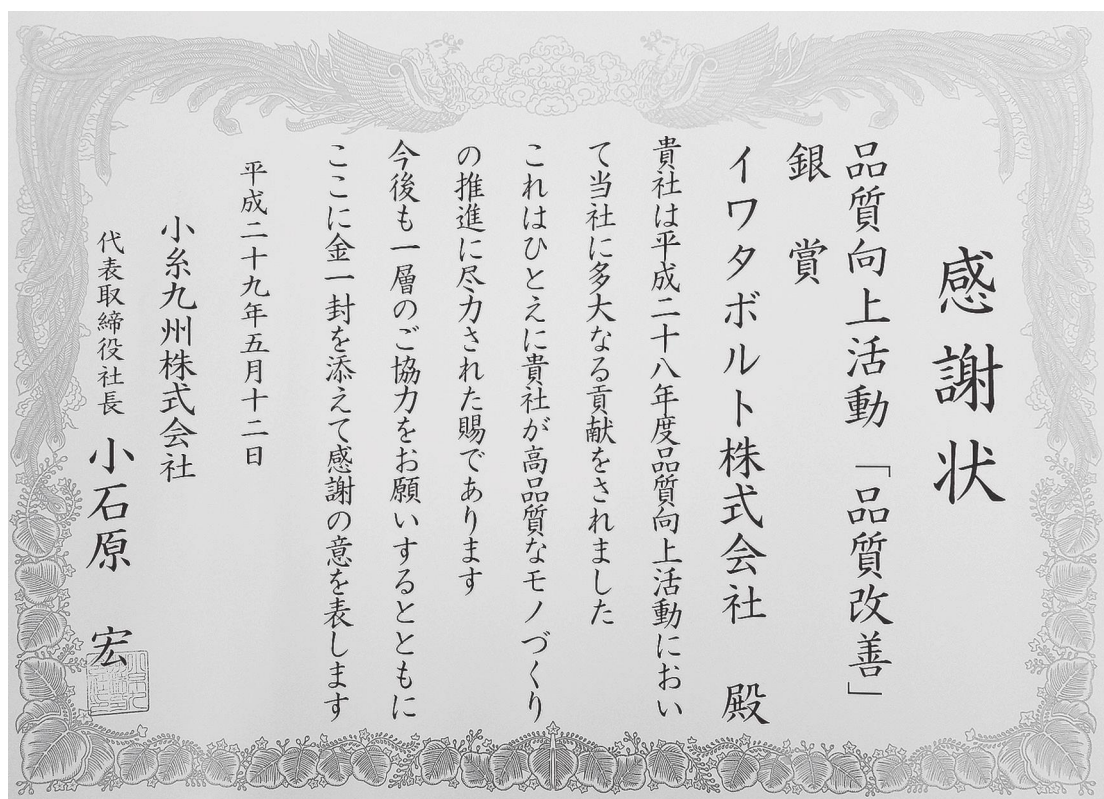 感謝状
品質向上活動 「品質改善」
銀賞
イワタボルト株式会社 殿
貴社は平成二十八年度品質向上活動におい
て当社に多大なる貢献をされました
これはひとえに貴社が高品質なモノづくり
の推進に尽力された賜であります
今後も一層のご協力をお願いするとともに
ここに金一封を添えて感謝の意を表します
平成二十九年五月十二日
小糸九州株式会社
代表取締役社長 小石原 宏